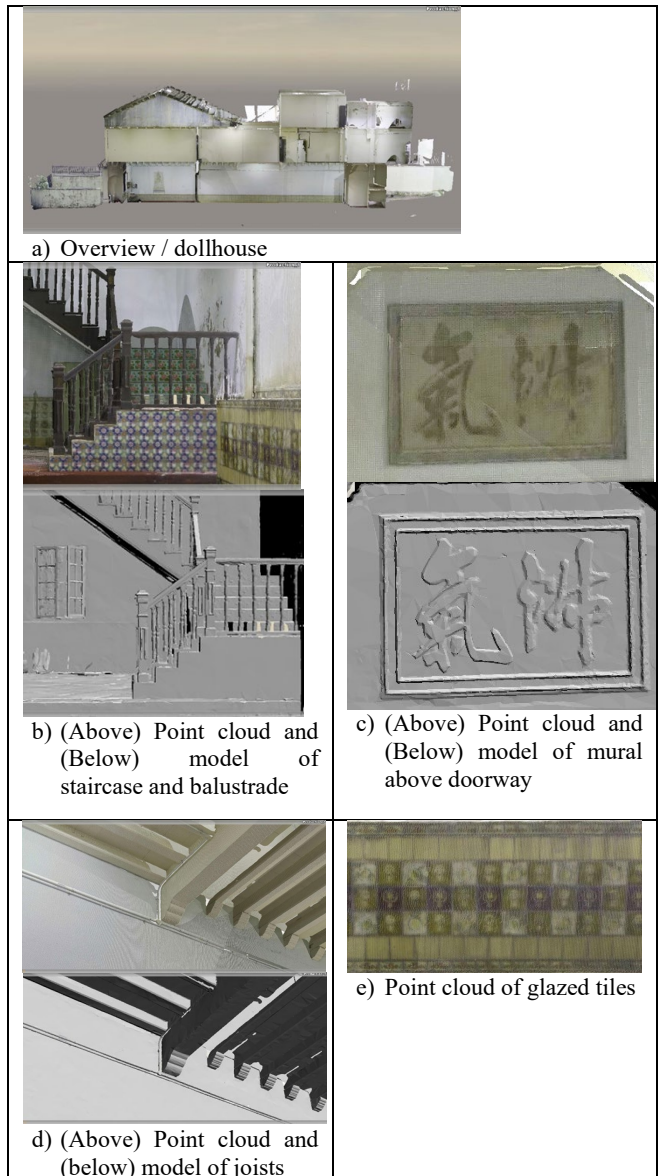 a) Overview / dollhouse
氣
氣
b) (Above) Point cloud and
(Below) model of
staircase and balustrade
c) (Above) Point cloud and
(Below) model of mural
above doorway
d) (Above) Point cloud and
(below) model of joists
e) Point cloud of glazed tiles